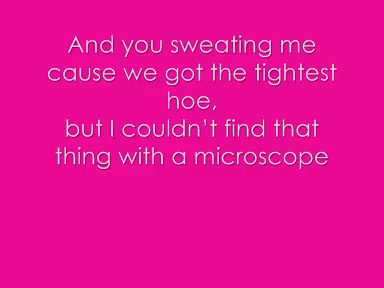 And you sweating me
cause we got the tightest
hoe,
but I couldn’t find that
thing with a microscope